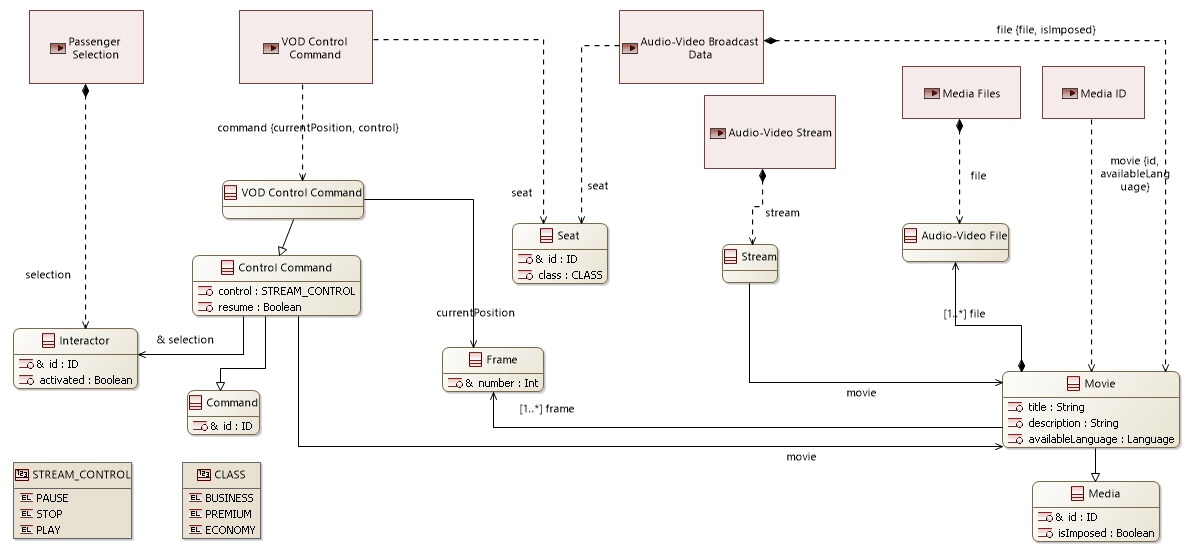 Passenger
Selection
VOD Control
Command
Audio-Video Broadcast
Data
file {file, isImposed}
Media Files
Media ID
Audio-Video Stream
command {currentPosition, control}
movie {id,
availableLang
uage}
file
seat
seat
stream
VOD Control Command
Seat
& id : ID
class : CLASS
Audio-Video File
Stream
Control Command
control : STREAM_CONTROL
resume : Boolean
selection
currentPosition
[1..*] file
Interactor
& id : ID
activated : Boolean
& selection
Frame
& number : Int
Movie
title : String
description : String
availableLanguage : Language
movie
Command
& id : ID
[1..*] frame
movie
STREAM_CONTROL
PAUSE
STOP
PLAY
CLASS
BUSINESS
PREMIUM
ECONOMY
Media
& id : ID
isImposed : Boolean